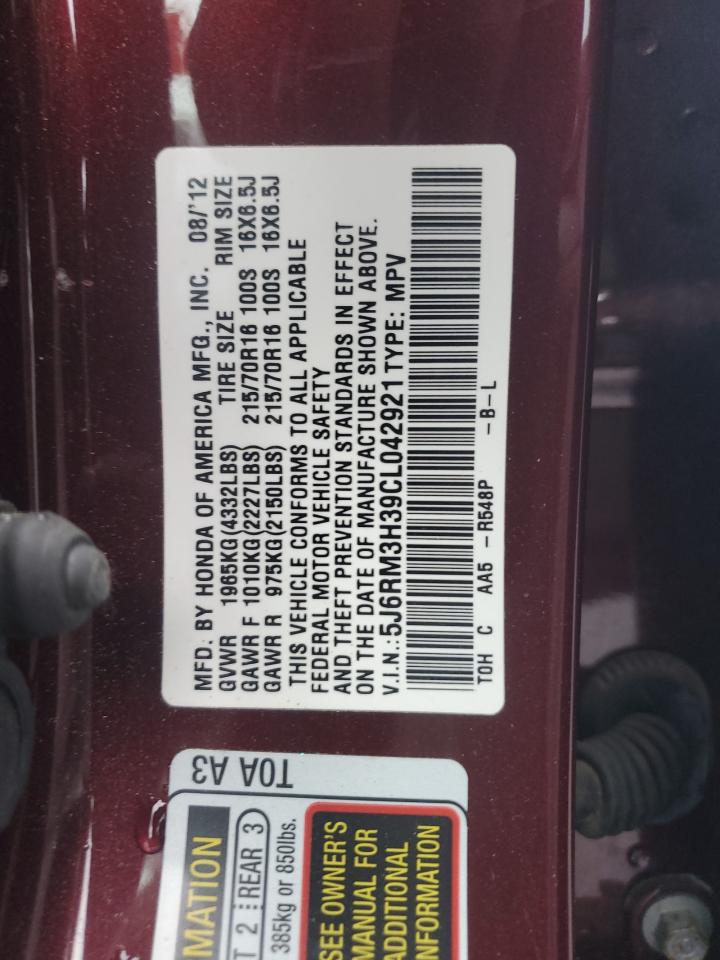 MFD. BY HONDA OF AMERICA MFG., INC. 08/'12
GVWR 1965KG(4332LBS) TIRE SIZE RIM SIZE
GAWR F 1010KG(2227LBS) 215/70R16 100S 16X6.5J
GAWR R 975KG(2150LBS) 215/70R16 100S 16X6.5J
THIS VEHICLE CONFORMS TO ALL APPLICABLE
FEDERAL MOTOR VEHICLE SAFETY
AND THEFT PREVENTION STANDARDS IN EFFECT
ON THE DATE OF MANUFACTURE SHOWN ABOVE.
V.I.N.:5J6RM3H39CL042921 TYPE: MPV
TOH C AA5 -R548P -B-L
TOA A3
MATION
T 2 REAR 3
385kg or 850lbs.
SEE OWNER'S
MANUAL FOR
ADDITIONAL
INFORMATION